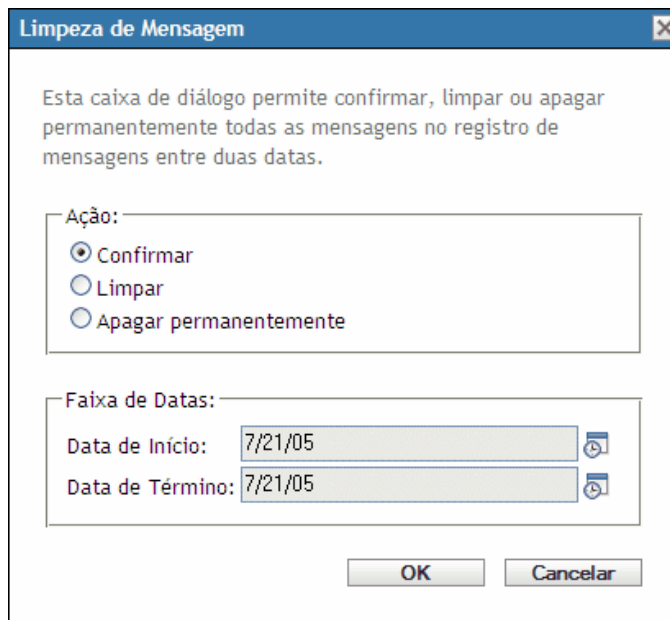 Limpeza de Mensagem
Esta caixa de diálogo permite confirmar, limpar ou apagar
permanentemente todas as mensagens no registro de
mensagens entre duas datas.
Ação:
Confirmar
Limpar
Apagar permanentemente
Faixa de Datas:
Data de Início: 7/21/05
Data de Término: 7/21/05
OK Cancelar